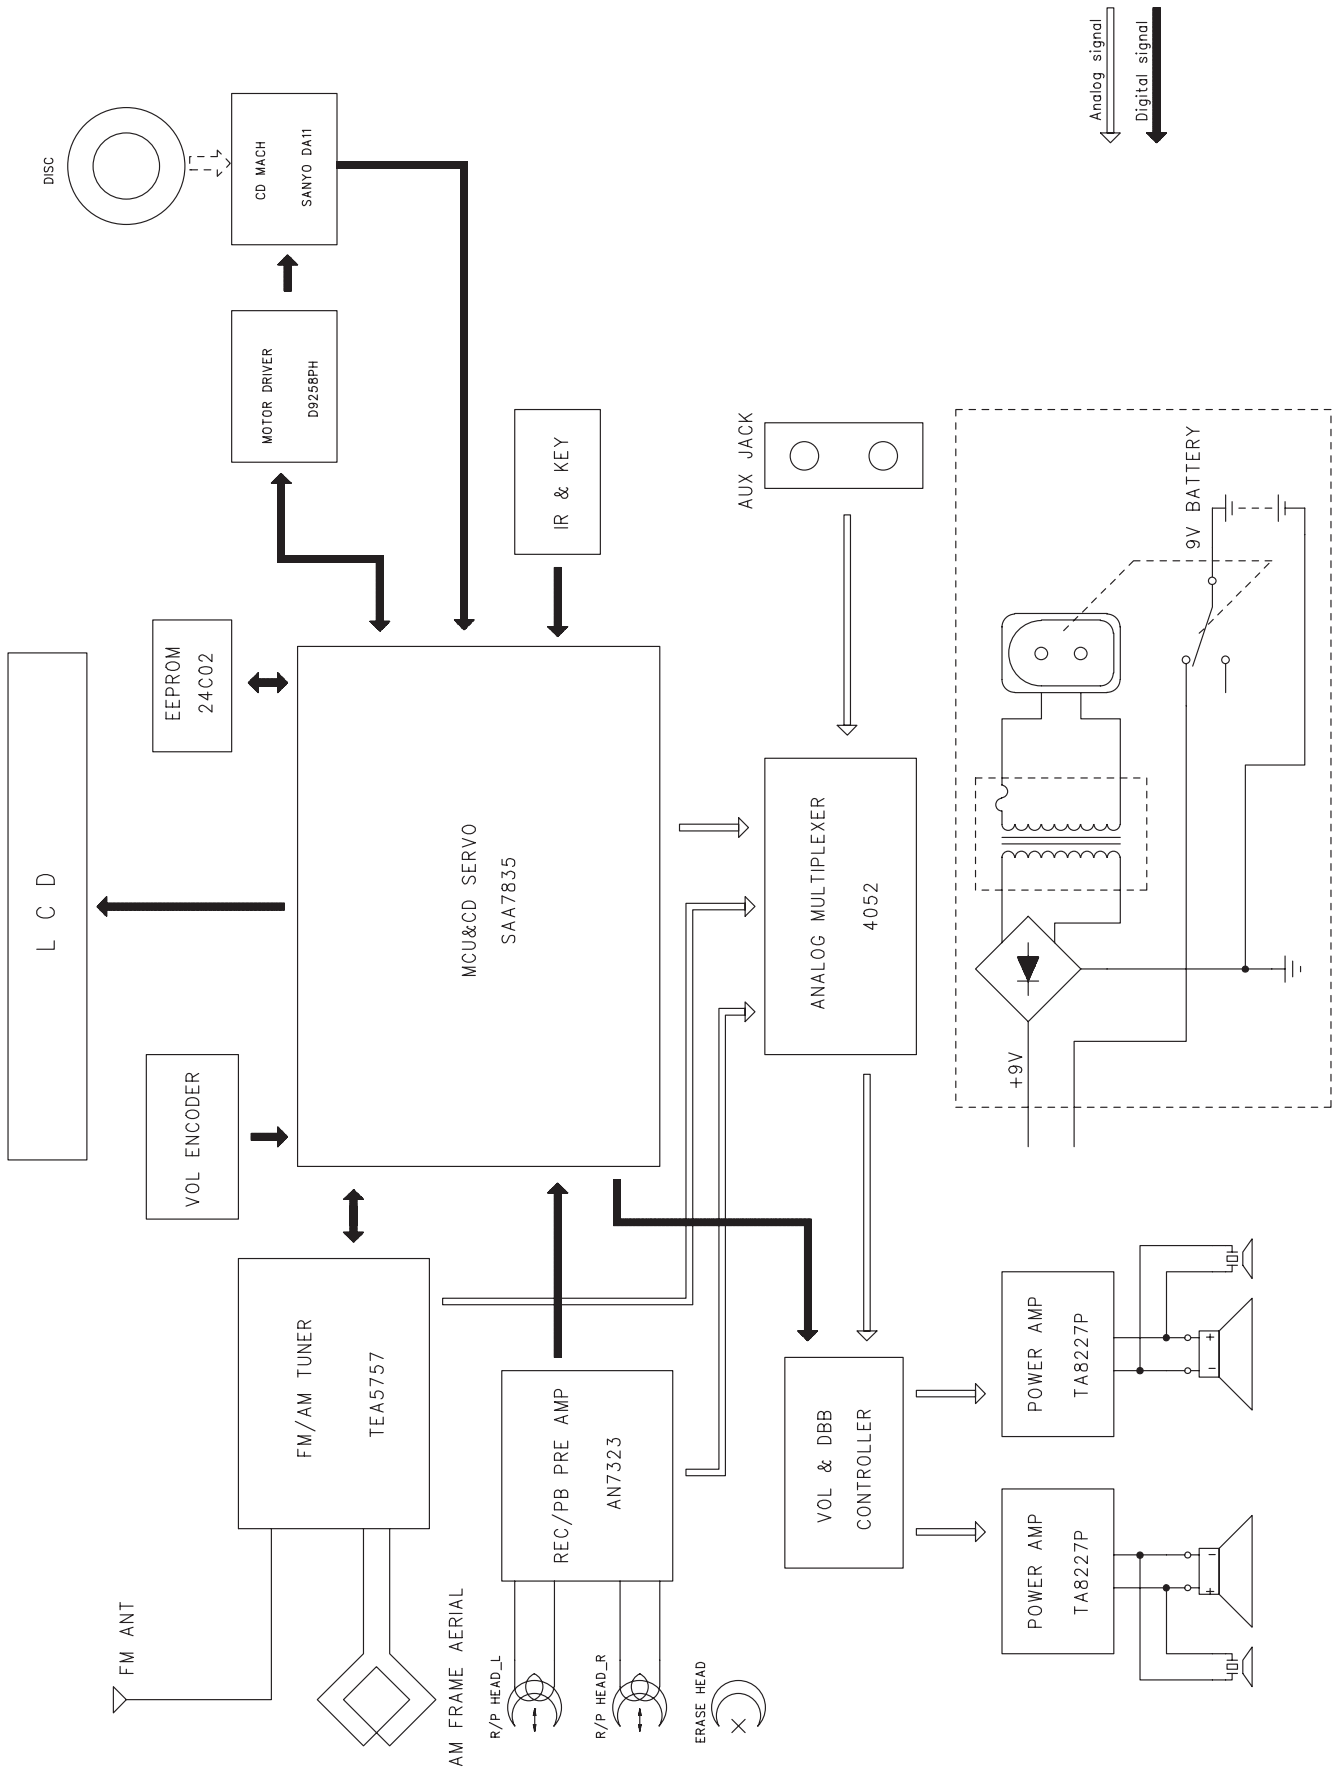 FM ANT
AM FRAME AERIAL
R/P HEAD_L
R/P HEAD_R
ERASE HEAD
FM/AM TUNER
TEA5757
REC/PB PRE AMP
AN7323
VOL ENCODER
L C D
EEPROM
24C02
MCU&CD SERVO
SAA7835
MOTOR DRIVER
D9258PH
DISC
CD MACH
SANYO DA11
IR & KEY
AUX JACK
ANALOG MULTIPLEXER
4052
VOL & DBB
CONTROLLER
POWER AMP
TA8227P
+
−
POWER AMP
TA8227P
−
+
+9V
9V BATTERY
Analog signal
Digital signal